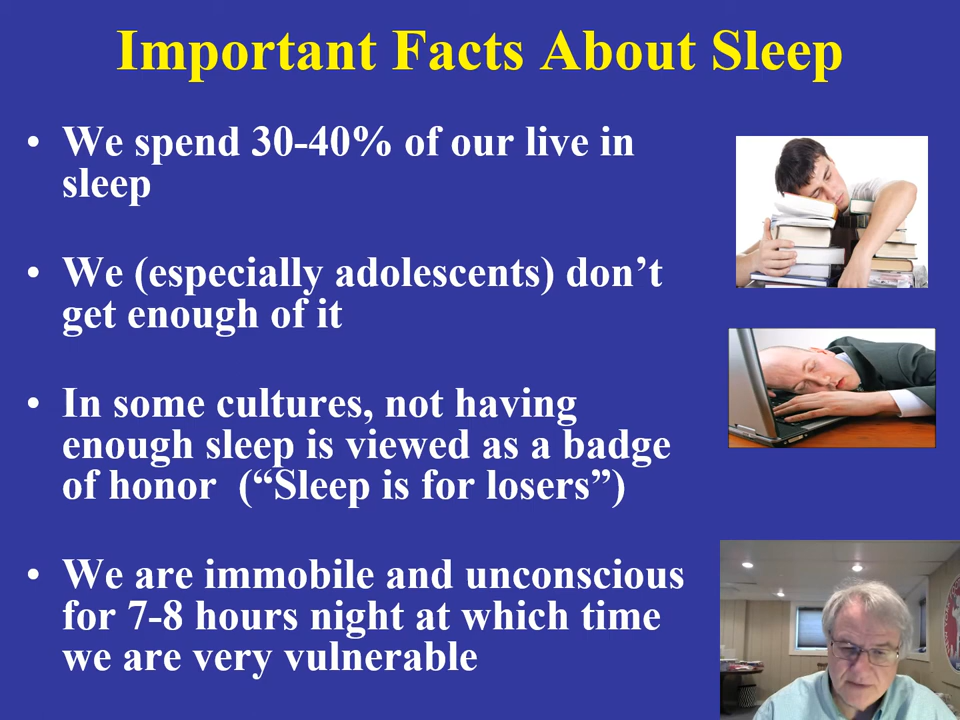 Important Facts About Sleep
• We spend 30-40% of our live in
sleep
• We (especially adolescents) don’t
get enough of it
• In some cultures, not having
enough sleep is viewed as a badge
of honor  (“Sleep is for losers”)
• We are immobile and unconscious
for 7-8 hours night at which time
we are very vulnerable